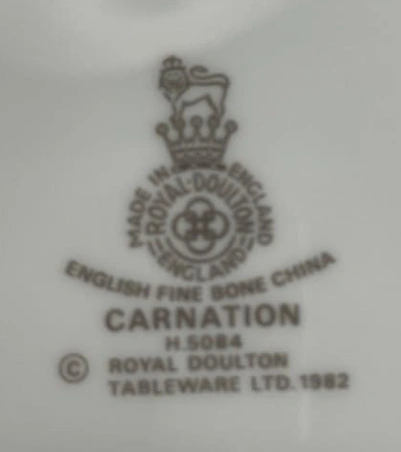 MADE IN ENGLAND
ROYAL·DOULTON
ENGLAND
ENGLISH FINE BONE CHINA
CARNATION
H.5084
© ROYAL DOULTON
TABLEWARE LTD. 1982